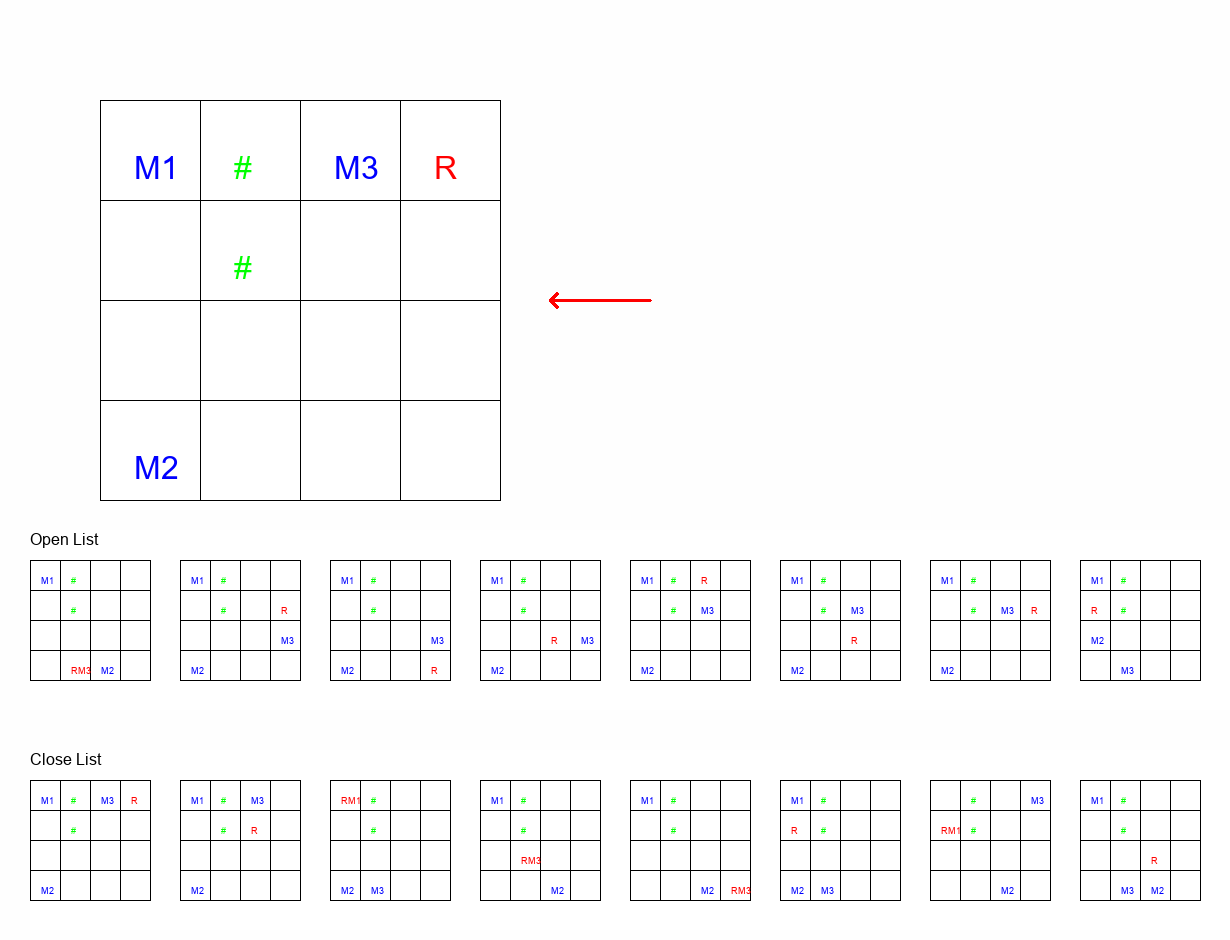 M1 # M3 R
#
M2
Open List
M1 # M1 # M1 # M1 # M1 # R M1 # M1 # M1 #
# # R # # # M3 # M3 # M3 R R #
M3 M3 R M3 R M2
RM3 M2 M2 M2 R M2 M2 M2 M2 M3
Close List
M1 # M3 R M1 # M3 RM1 # M1 # M1 # M1 # # M3 M1 #
# # R # # # R # RM1 # #
RM3 R
M2 M2 M2 M3 M2 M2 RM3 M2 M3 M2 M3 M2